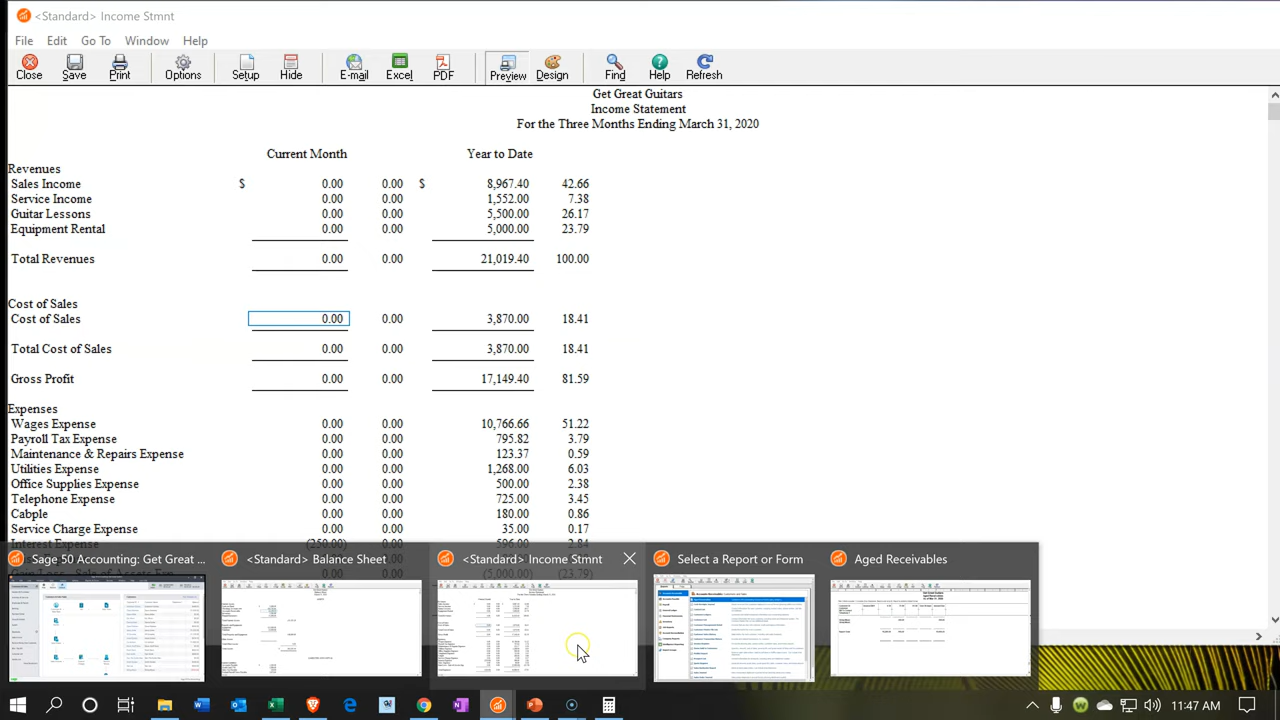 <Standard> Income Stmnt
File Edit Go To Window Help
Close Save Print Options Setup Hide E-mail Excel PDF Preview Design Find Help Refresh
Get Great Guitars
Income Statement
For the Three Months Ending March 31, 2020
Current Month Year to Date
Revenues
Sales Income $ 0.00 0.00 $ 8,967.40 42.66
Service Income 0.00 0.00 1,552.00 7.38
Guitar Lessons 0.00 0.00 5,500.00 26.17
Equipment Rental 0.00 0.00 5,000.00 23.79
Total Revenues 0.00 0.00 21,019.40 100.00
Cost of Sales
Cost of Sales 0.00 0.00 3,870.00 18.41
Total Cost of Sales 0.00 0.00 3,870.00 18.41
Gross Profit 0.00 0.00 17,149.40 81.59
Expenses
Wages Expense 0.00 0.00 10,766.66 51.22
Payroll Tax Expense 0.00 0.00 795.82 3.79
Maintenance & Repairs Expense 0.00 0.00 123.37 0.59
Utilities Expense 0.00 0.00 1,268.00 6.03
Office Supplies Expense 0.00 0.00 500.00 2.38
Telephone Expense 0.00 0.00 725.00 3.45
Cabple 0.00 0.00 180.00 0.86
Service Charge Expense 0.00 0.00 35.00 0.17
Interest Expense (250.00) 0.00 596.00 2.84
Sage 50 Accounting: Get Great ... <Standard> Balance Sheet <Standard> Income Stmnt Select a Report or Form Aged Receivables
11:47 AM